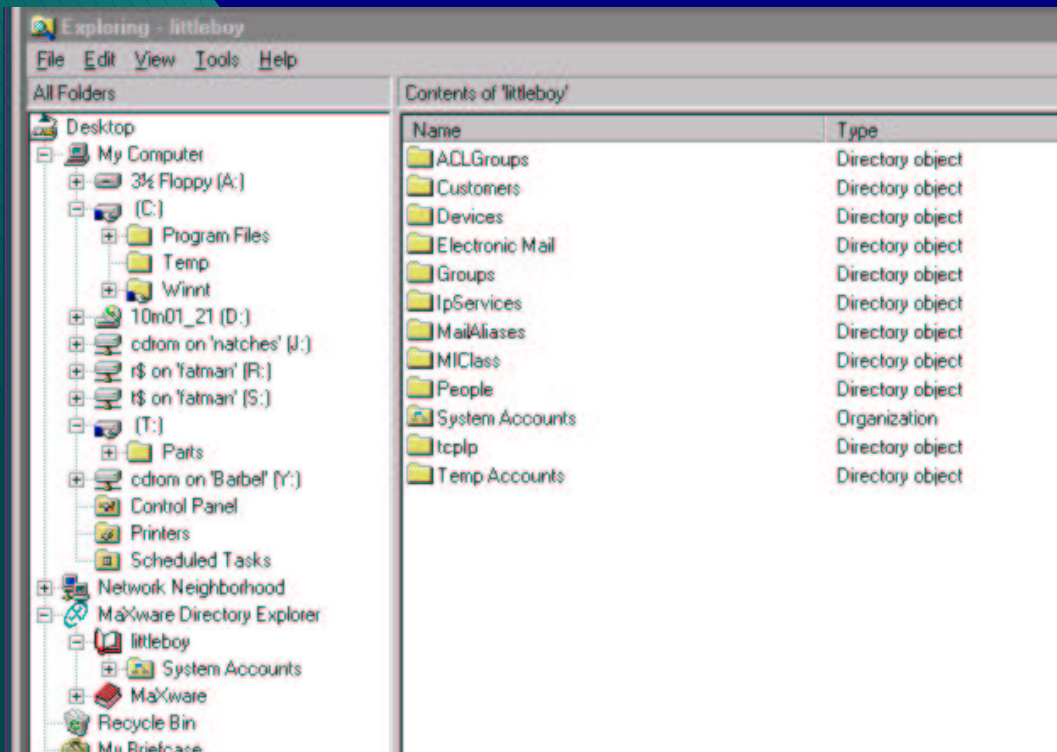 Exploring - littleboy
File Edit View Tools Help
All Folders
Desktop
My Computer
3½ Floppy (A:)
(C:)
Program Files
Temp
Winnt
10m01_21 (D:)
cdrom on 'natches' (J:)
r$ on 'fatman' (R:)
t$ on 'fatman' (S:)
(T:)
Parts
cdrom on 'Barbel' (Y:)
Control Panel
Printers
Scheduled Tasks
Network Neighborhood
MaXware Directory Explorer
littleboy
System Accounts
MaXware
Recycle Bin
My Briefcase
Contents of 'littleboy'
Name Type
ACLGroups Directory object
Customers Directory object
Devices Directory object
Electronic Mail Directory object
Groups Directory object
IpServices Directory object
MailAliases Directory object
MIClass Directory object
People Directory object
System Accounts Organization
tcpIp Directory object
Temp Accounts Directory object